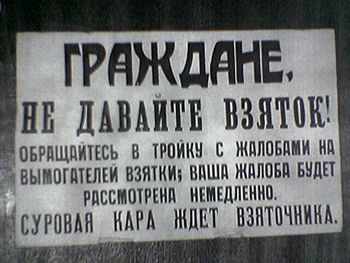 ГРАЖДАНЕ,
НЕ ДАВАЙТЕ ВЗЯТОК!
ОБРАЩАЙТЕСЬ В ТРОЙКУ С ЖАЛОБАМИ НА
ВЫМОГАТЕЛЕЙ ВЗЯТКИ; ВАША ЖАЛОБА БУДЕТ
РАССМОТРЕНА НЕМЕДЛЕННО.
СУРОВАЯ КАРА ЖДЕТ ВЗЯТОЧНИКА.